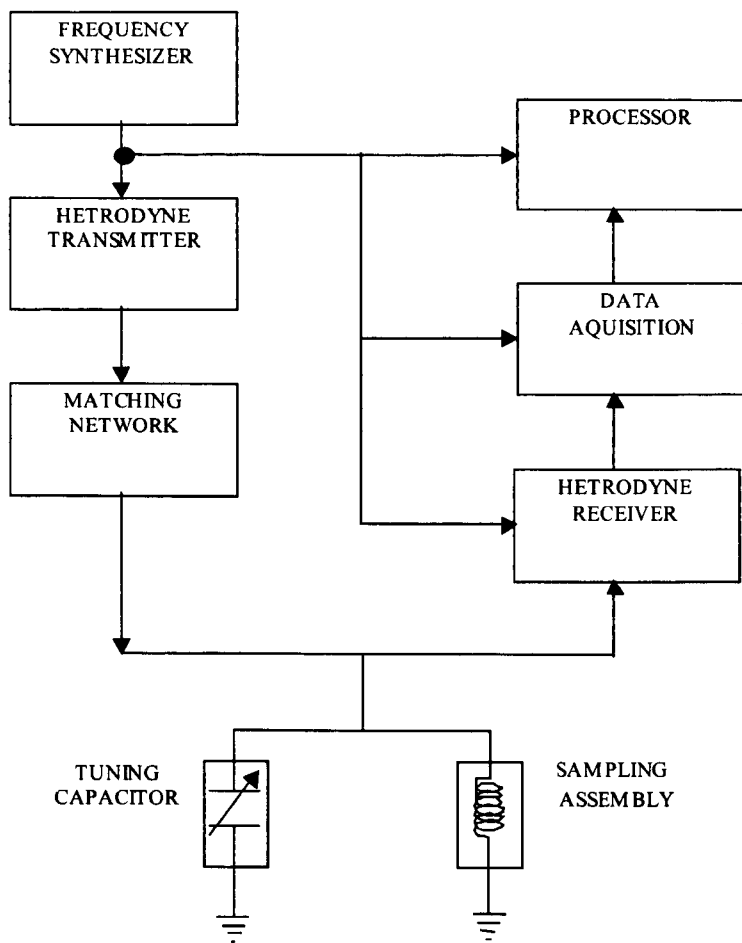 FREQUENCY
SYNTHESIZER
PROCESSOR
HETRODYNE
TRANSMITTER
DATA
AQUISITION
MATCHING
NETWORK
HETRODYNE
RECEIVER
TUNING
CAPACITOR
SAMPLING
ASSEMBLY